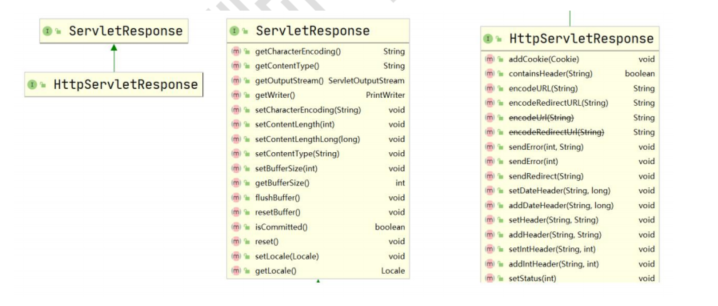 ServletResponse
HttpServletResponse
ServletResponse
getCharacterEncoding() String
getContentType() String
getOutputStream() ServletOutputStream
getWriter() PrintWriter
setCharacterEncoding(String) void
setContentLength(int) void
setContentLengthLong(long) void
setContentType(String) void
setBufferSize(int) void
getBufferSize() int
flushBuffer() void
resetBuffer() void
isCommitted() boolean
reset() void
setLocale(Locale) void
getLocale() Locale
HttpServletResponse
addCookie(Cookie) void
containsHeader(String) boolean
encodeURL(String) String
encodeRedirectURL(String) String
encodeUrl(String) String
encodeRedirectUrl(String) String
sendError(int, String) void
sendError(int) void
sendRedirect(String) void
setDateHeader(String, long) void
addDateHeader(String, long) void
setHeader(String, String) void
addHeader(String, String) void
setIntHeader(String, int) void
addIntHeader(String, int) void
setStatus(int) void